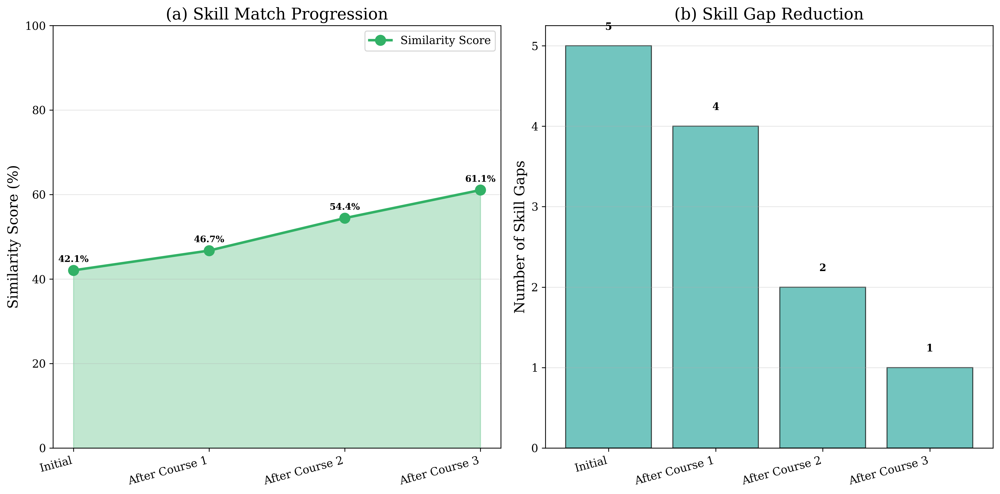 (a) Skill Match Progression
Similarity Score (%)
100
80
60
40
20
0
Similarity Score
42.1%
46.7%
54.4%
61.1%
Initial
After Course 1
After Course 2
After Course 3
(b) Skill Gap Reduction
Number of Skill Gaps
5
4
3
2
1
0
5
4
2
1
Initial
After Course 1
After Course 2
After Course 3